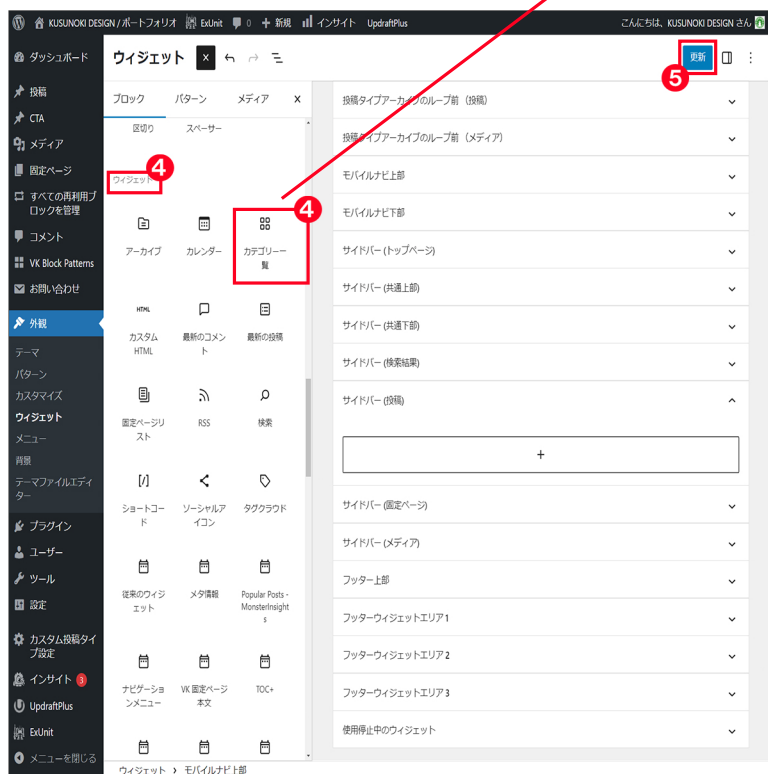 KUSUNOKI DESIGN / ポートフォリオ ExUnit 0 + 新規 インサイト UpdraftPlus こんにちは、KUSUNOKI DESIGN さん
ダッシュボード
投稿
CTA
メディア
固定ページ
すべての再利用ブ
ロックを管理
コメント
VK Block Patterns
お問い合わせ
外観
テーマ
パターン
カスタマイズ
ウィジェット
メニュー
背景
テーマファイルエディ
ター
プラグイン
ユーザー
ツール
設定
カスタム投稿タイ
プ設定
インサイト 3
UpdraftPlus
ExUnit
メニューを閉じる
ウィジェット
更新
5
ブロック パターン メディア x
区切り スペーサー
4
ウィジェット
4
アーカイブ カレンダー カテゴリー一
覧
HTML
カスタム
HTML
最新のコメン
ト
最新の投稿
固定ページリ
スト
RSS
検索
[/]
ショートコー
ド
ソーシャルア
イコン
タグクラウド
従来のウィジ
ェット
メタ情報
Popular Posts -
MonsterInsight
s
ナビゲーショ
ンメニュー
VK 固定ページ
本文
TOC+
ウィジェット › モバイルナビ上部
投稿タイプアーカイブのループ前（投稿）
投稿タイプアーカイブのループ前（メディア）
モバイルナビ上部
モバイルナビ下部
サイドバー (トップページ)
サイドバー (共通上部)
サイドバー (共通下部)
サイドバー (検索結果)
サイドバー (投稿)
+
サイドバー (固定ページ)
サイドバー (メディア)
フッター上部
フッターウィジェットエリア 1
フッターウィジェットエリア 2
フッターウィジェットエリア 3
使用停止中のウィジェット